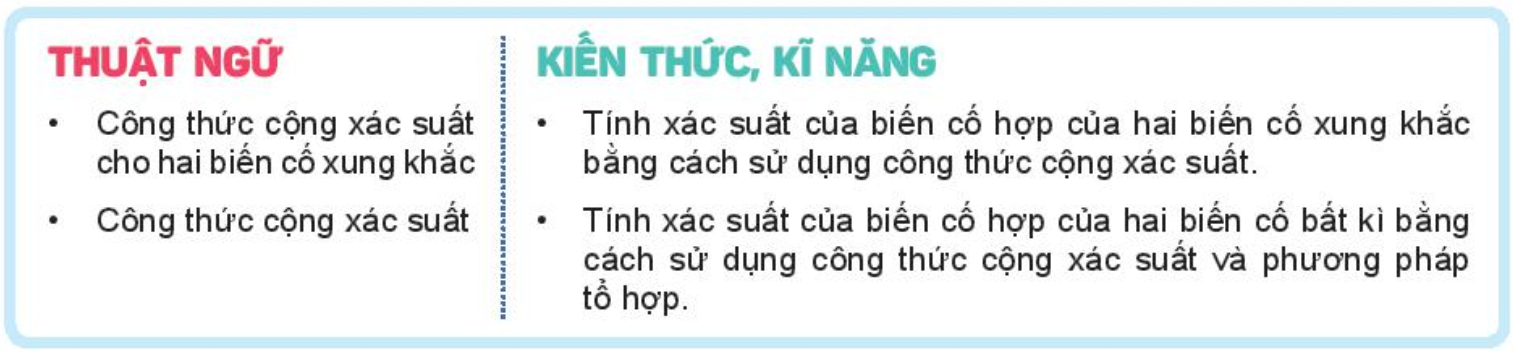 THUẬT NGỮ
• Công thức cộng xác suất
cho hai biến cố xung khắc
• Công thức cộng xác suất
KIẾN THỨC, KĨ NĂNG
• Tính xác suất của biến cố hợp của hai biến cố xung khắc
bằng cách sử dụng công thức cộng xác suất.
• Tính xác suất của biến cố hợp của hai biến cố bất kì bằng
cách sử dụng công thức cộng xác suất và phương pháp
tổ hợp.